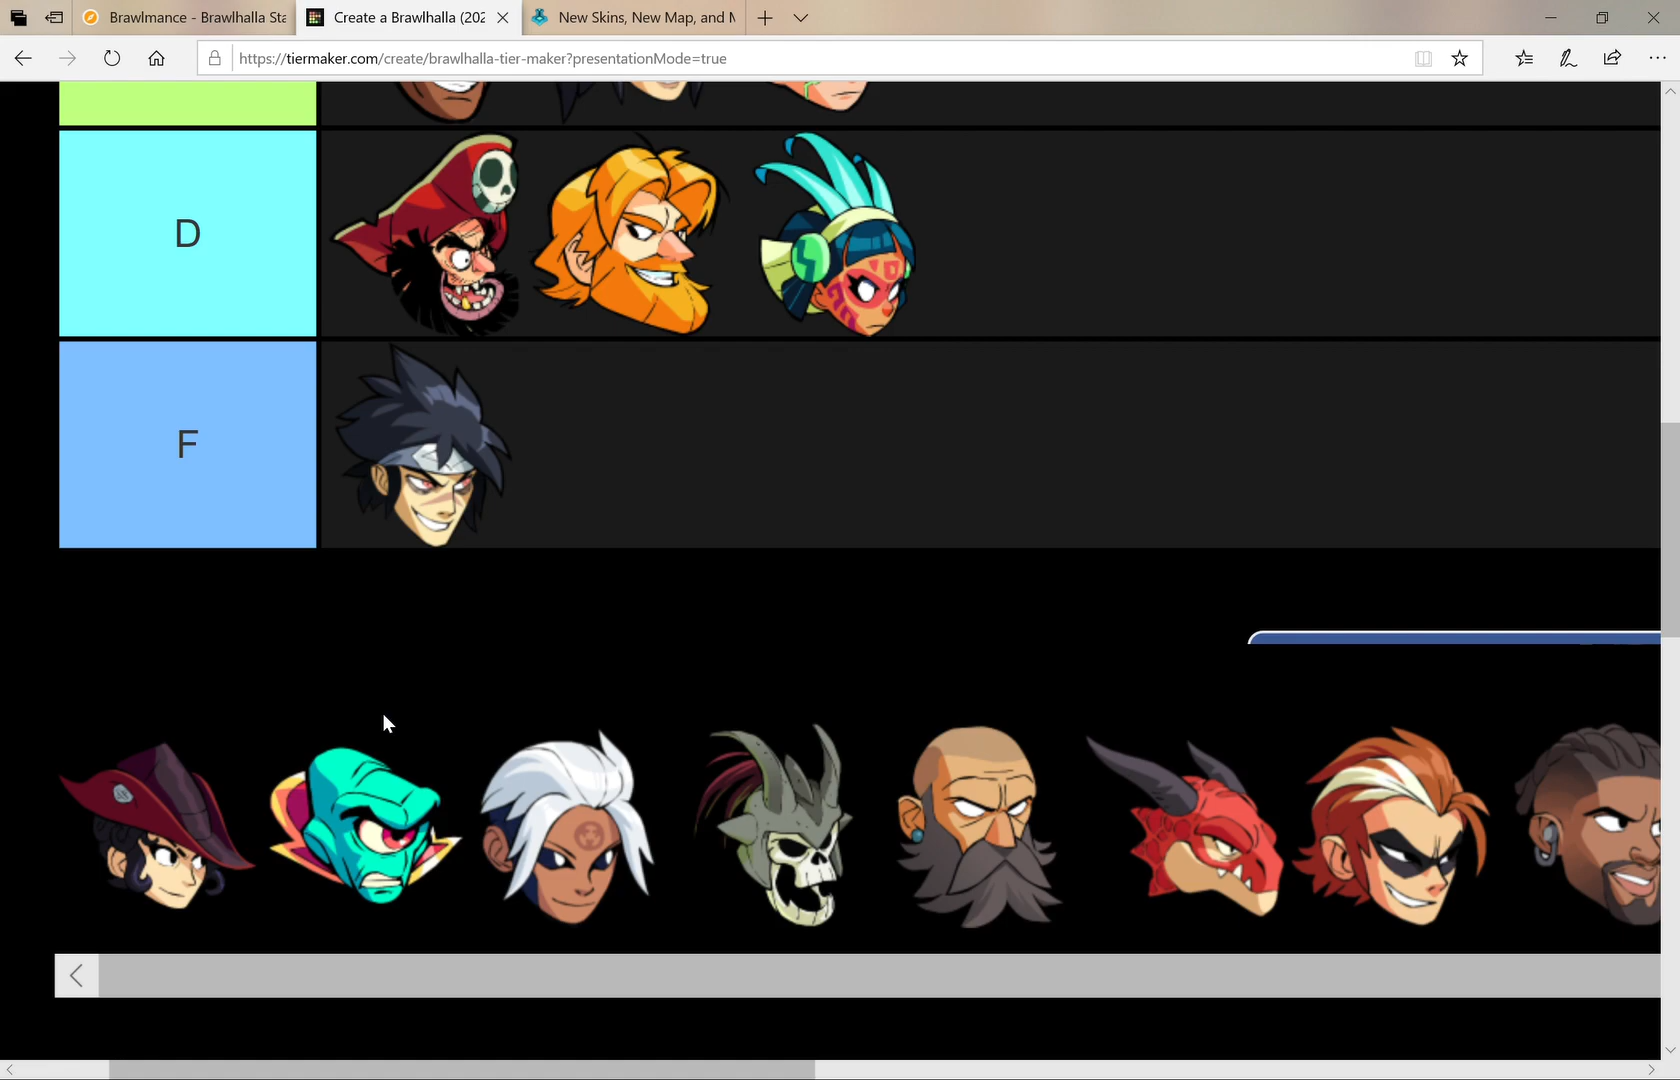 Brawlmance - Brawlhalla Sta
Create a Brawlhalla (202
New Skins, New Map, and M
https://tiermaker.com/create/brawlhalla-tier-maker?presentationMode=true
D
F